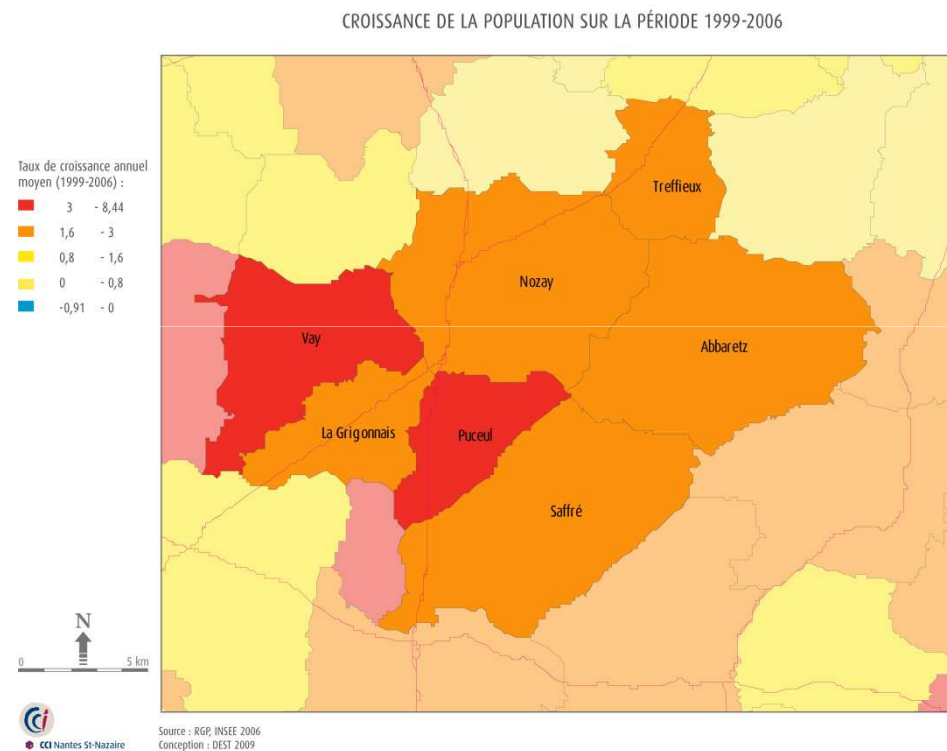 CROISSANCE DE LA POPULATION SUR LA PÉRIODE 1999-2006
Taux de croissance annuel
moyen (1999-2006) :
3 - 8,44
1,6 - 3
0,8 - 1,6
0 - 0,8
-0,91 - 0
Treffieux
Nozay
Vay
Abbaretz
La Grigonnais
Puceul
Saffré
N
0 5 km
CCI
CCI Nantes St-Nazaire
Source : RGP, INSEE 2006
Conception : DEST 2009